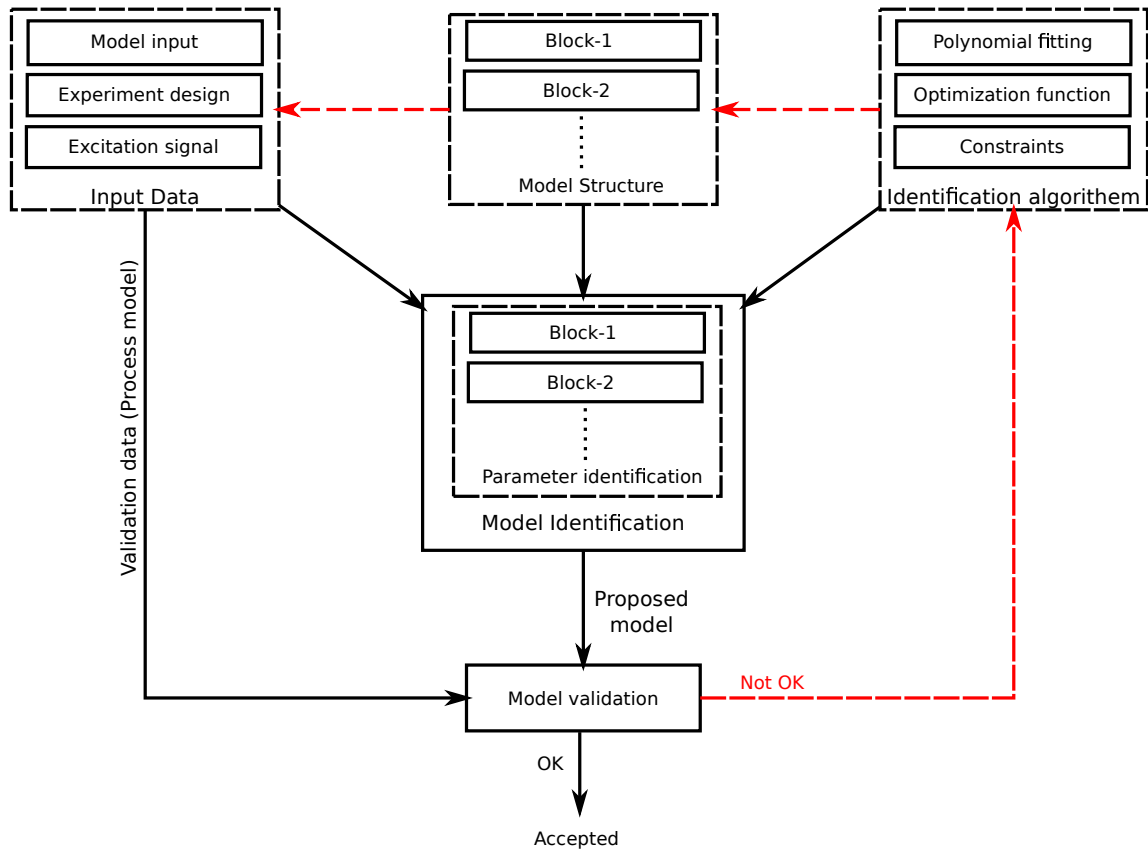 Model input
Experiment design
Excitation signal
Input Data
Block-1
Block-2
Model Structure
Polynomial fitting
Optimization function
Constraints
Identification algorithem
Validation data (Process model)
Block-1
Block-2
Parameter identification
Model Identification
Proposed
model
Model validation
Not OK
OK
Accepted